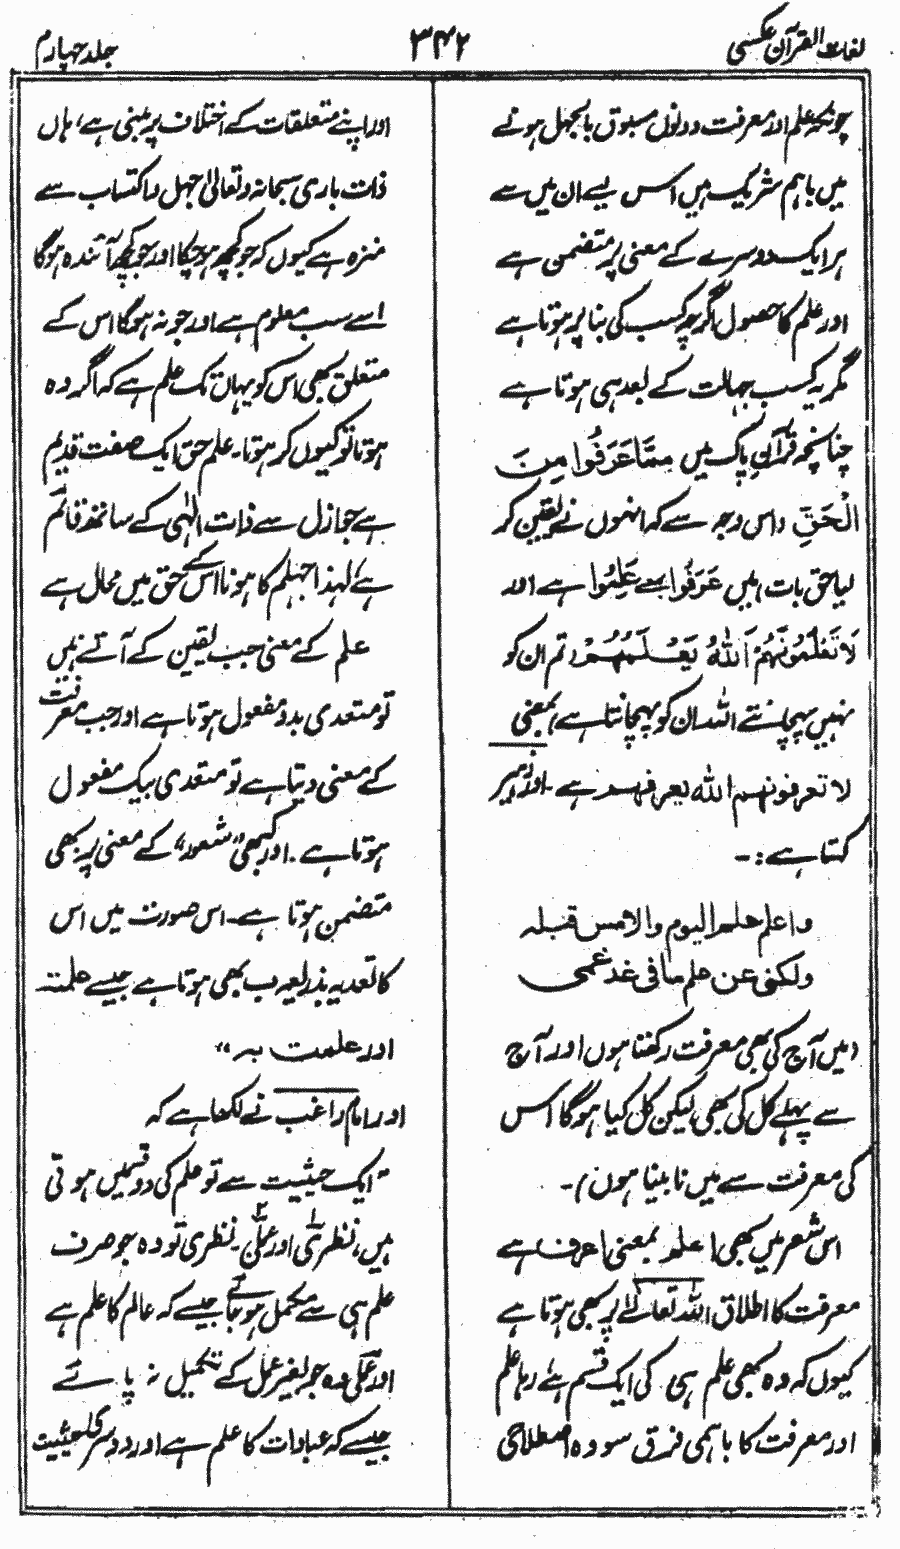 لغات القرآن عکسی
۳۴۲
جلد چہارم
چونکہ علم اور معرفت دونوں مسبوق بالجہل ہونے
میں باہم شریک ہیں اس لیے ان میں سے
ہر ایک دوسرے کے معنی پر متضمن ہے
اور علم کا حصول اگرچہ کسب کی بنا پر ہوتا ہے
مگر یہ کسب جہالت کے بعد ہی ہوتا ہے
چنانچہ قرآن پاک میں مِمَّا عَرَفُوا مِنَ
الْحَقِّ (اس وجہ سے کہ انہوں نے یقین کر
لیا حق بات) میں عَرَفُوا بمعنی عَلِمُوا ہے اور
لَا تَعْلَمُونَهُمُ اَللّٰهُ يَعْلَمُهُمْ (تم ان کو
نہیں پہچانتے اللہ ان کو پہچانتا ہے) بمعنی
لا تعرفونهم الله يعرفهم ہے۔ اور زہیر
کہتا ہے :-
واعلم علم اليوم والامس قبله
ولكنى عن علم ما فى غد عمى
(میں آج کی بھی معرفت رکھتا ہوں اور آج
سے پہلے کل کی بھی، لیکن کل کیا ہوگا اس
کی معرفت سے میں نابینا ہوں) -
اس شعر میں بھی اعلم بمعنی اعرف ہے
معرفت کا اطلاق اللہ تعالیٰ پر بھی ہوتا ہے
کیوں کہ وہ بھی علم ہی کی ایک قسم ہے، رہا علم
اور معرفت کا باہمی فرق سو وہ اصطلاحی
اور اپنے متعلقات کے اختلاف پر مبنی ہے، ہاں
ذات باری سبحانہ وتعالیٰ جہل و اکتساب سے
منزہ ہے کیوں کہ جو کچھ ہو چکا اور جو کچھ آئندہ ہوگا
اسے سب معلوم ہے اور جو نہ ہوگا اس کے
متعلق بھی اس کو یہاں تک علم ہے کہ اگر وہ
ہوتا تو کیوں کر ہوتا۔ علم حق ایک صفت قدیم
ہے جو ازل سے ذات الٰہی کے ساتھ قائم
ہے، لہذا جہلم کا ہونا اس کے حق میں محال ہے
علم کے معنی جب یقین کے آتے ہیں
تو متعدی بدو مفعول ہوتا ہے اور جب معرفت
کے معنی دیتا ہے تو متعدی بیک مفعول
ہوتا ہے۔ اور کبھی "شعور" کے معنی پر بھی
متضمن ہوتا ہے۔ اس صورت میں اس
کا تعدیہ بذریعہ ب بھی ہوتا ہے جیسے علمتہ
اور علمت بہ "
اور امام راغب نے لکھا ہے کہ
" ایک حیثیت سے تو علم کی دو قسمیں ہوتی
ہیں، نظری اور عملی۔ نظری تو وہ جو صرف
علم ہی سے مکمل ہو جائے جیسے کہ عالم کا علم ہے
اور عملی وہ جو بغیر عمل کے تکمیل نہ پائے
جیسے کہ عبادات کا علم ہے اور دوسری حیثیت